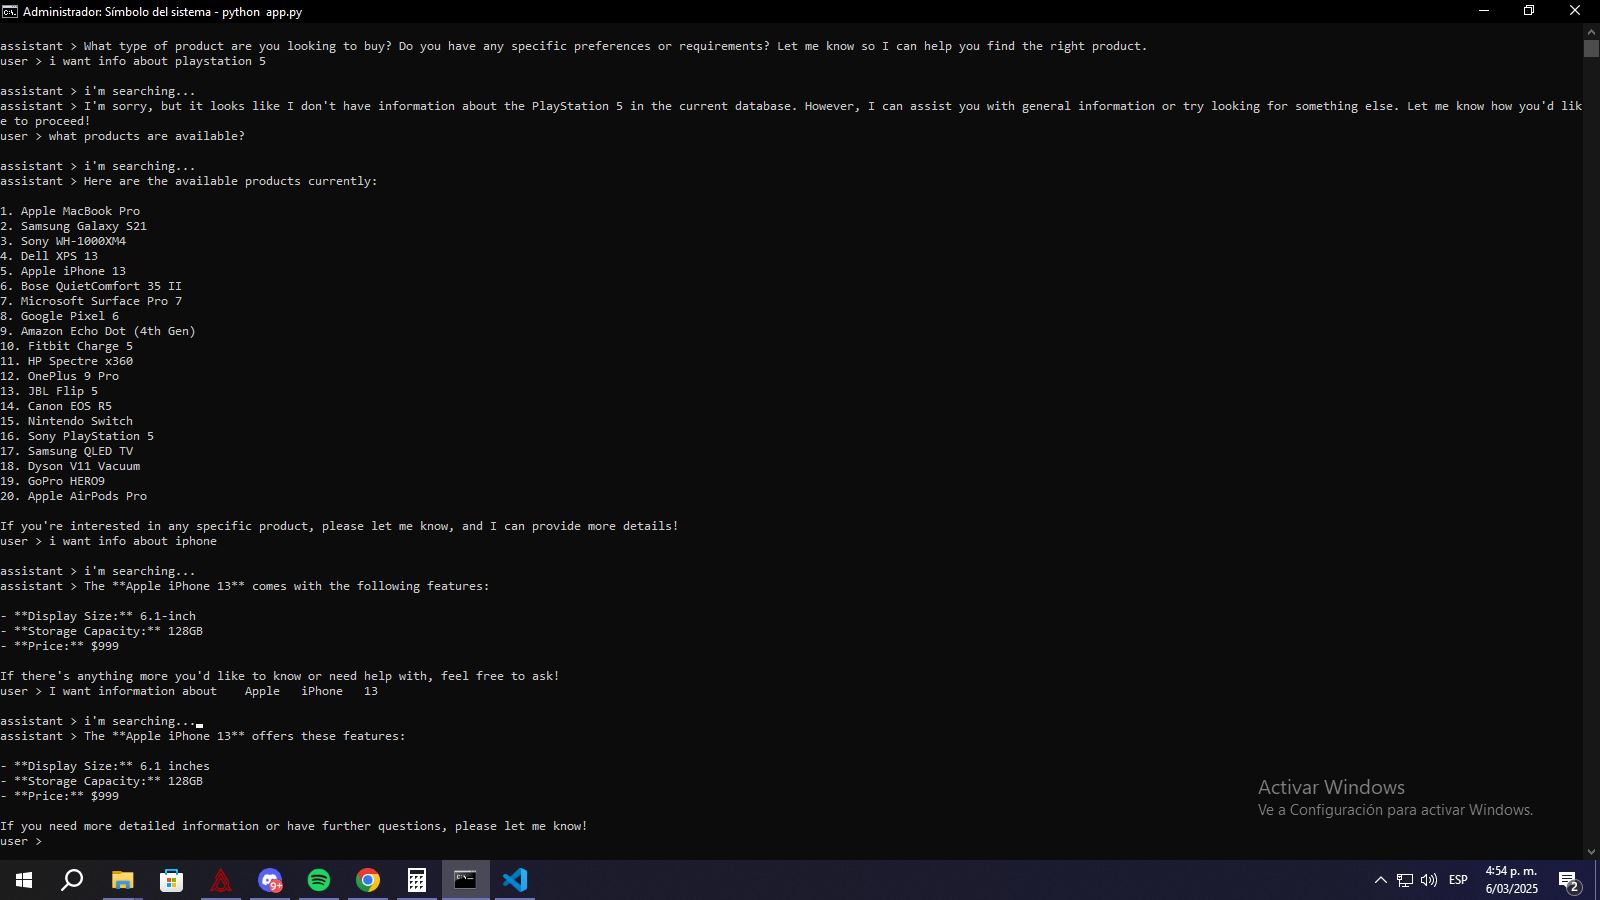 Administrador: Símbolo del sistema - python  app.py
assistant > What type of product are you looking to buy? Do you have any specific preferences or requirements? Let me know so I can help you find the right product.
user > i want info about playstation 5
assistant > i'm searching...
assistant > I'm sorry, but it looks like I don't have information about the PlayStation 5 in the current database. However, I can assist you with general information or try looking for something else. Let me know how you'd lik
e to proceed!
user > what products are available?
assistant > i'm searching...
assistant > Here are the available products currently:
1. Apple MacBook Pro
2. Samsung Galaxy S21
3. Sony WH-1000XM4
4. Dell XPS 13
5. Apple iPhone 13
6. Bose QuietComfort 35 II
7. Microsoft Surface Pro 7
8. Google Pixel 6
9. Amazon Echo Dot (4th Gen)
10. Fitbit Charge 5
11. HP Spectre x360
12. OnePlus 9 Pro
13. JBL Flip 5
14. Canon EOS R5
15. Nintendo Switch
16. Sony PlayStation 5
17. Samsung QLED TV
18. Dyson V11 Vacuum
19. GoPro HERO9
20. Apple AirPods Pro
If you're interested in any specific product, please let me know, and I can provide more details!
user > i want info about iphone
assistant > i'm searching...
assistant > The **Apple iPhone 13** comes with the following features:
- **Display Size:** 6.1-inch
- **Storage Capacity:** 128GB
- **Price:** $999
If there's anything more you'd like to know or need help with, feel free to ask!
user > I want information about    Apple   iPhone   13
assistant > i'm searching...
assistant > The **Apple iPhone 13** offers these features:
- **Display Size:** 6.1 inches
- **Storage Capacity:** 128GB
- **Price:** $999
If you need more detailed information or have further questions, please let me know!
user >
Activar Windows
Ve a Configuración para activar Windows.
9+
ESP
4:54 p. m.
6/03/2025
2